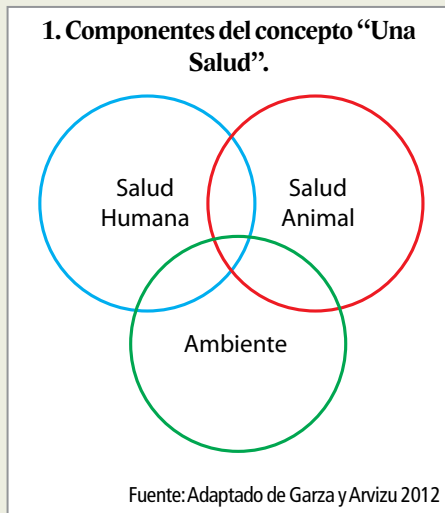 1. Componentes del concepto “Una
Salud”.
Salud
Humana
Salud
Animal
Ambiente
Fuente: Adaptado de Garza y Arvizu 2012